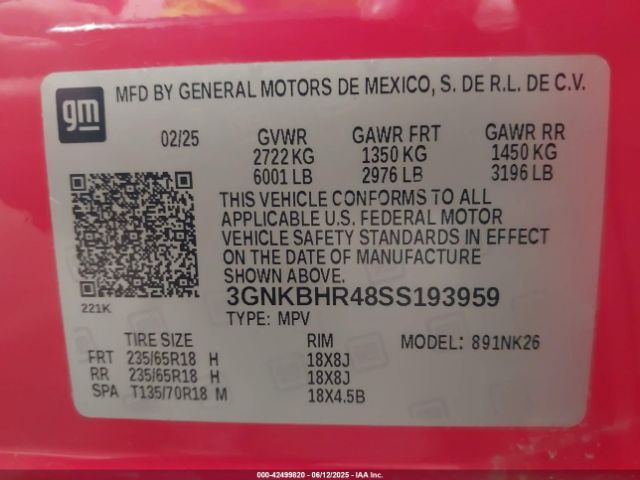 gm
MFD BY GENERAL MOTORS DE MEXICO, S. DE R.L. DE C.V.
02/25 GVWR GAWR FRT GAWR RR
2722 KG 1350 KG 1450 KG
6001 LB 2976 LB 3196 LB
THIS VEHICLE CONFORMS TO ALL
APPLICABLE U.S. FEDERAL MOTOR
VEHICLE SAFETY STANDARDS IN EFFECT
ON THE DATE OF MANUFACTURE
SHOWN ABOVE.
3GNKBHR48SS193959
221K
TYPE: MPV
TIRE SIZE RIM MODEL: 891NK26
FRT 235/65R18 H 18X8J
RR 235/65R18 H 18X8J
SPA T135/70R18 M 18X4.5B
000-42499820 - 06/12/2025 - IAA Inc.